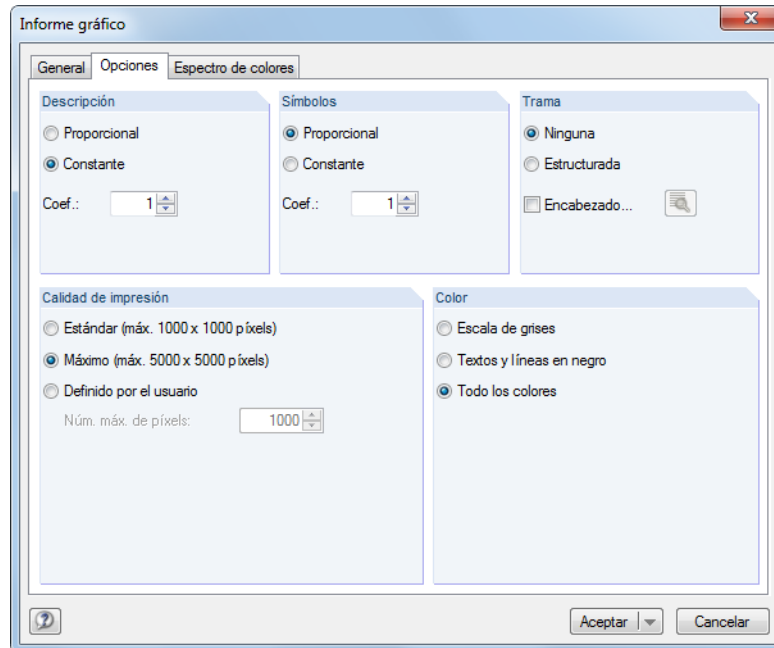 Informe gráfico
General Opciones Espectro de colores
Descripción
Proporcional
Constante
Coef.: 1
Símbolos
Proporcional
Constante
Coef.: 1
Trama
Ninguna
Estructurada
Encabezado...
Calidad de impresión
Estándar (máx. 1000 x 1000 píxels)
Máximo (máx. 5000 x 5000 píxels)
Definido por el usuario
Núm. máx. de píxels: 1000
Color
Escala de grises
Textos y líneas en negro
Todo los colores
Aceptar Cancelar